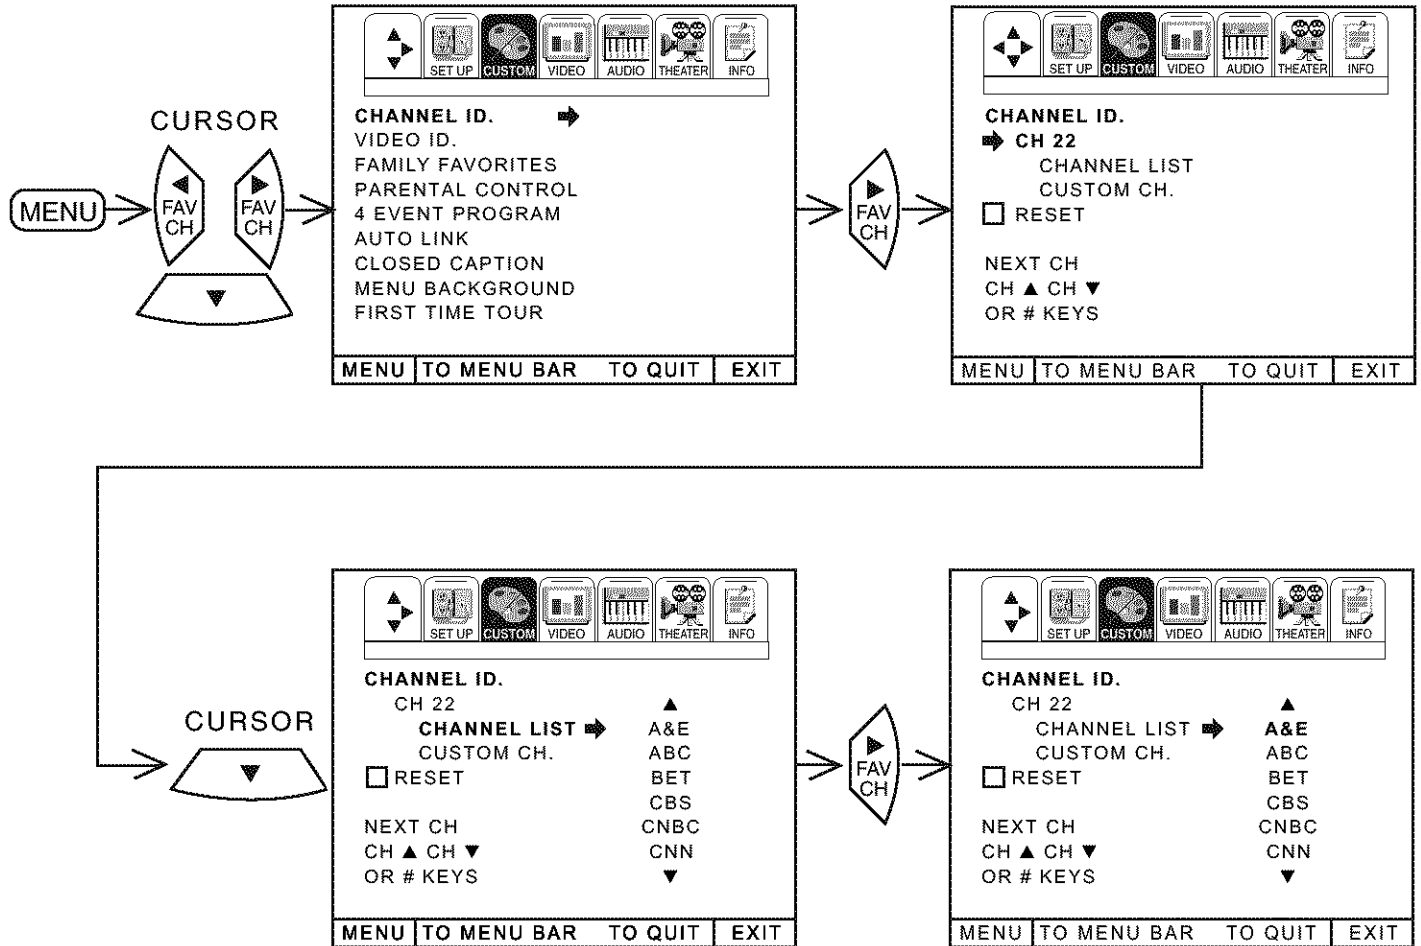 MENU
CURSOR
FAV CH
FAV CH
SET UP CUSTOM VIDEO AUDIO THEATER INFO
CHANNEL ID.
VIDEO ID.
FAMILY FAVORITES
PARENTAL CONTROL
4 EVENT PROGRAM
AUTO LINK
CLOSED CAPTION
MENU BACKGROUND
FIRST TIME TOUR
MENU TO MENU BAR TO QUIT EXIT
FAV CH
SET UP CUSTOM VIDEO AUDIO THEATER INFO
CHANNEL ID.
CH 22
CHANNEL LIST
CUSTOM CH.
RESET
NEXT CH
CH ▲ CH ▼
OR # KEYS
MENU TO MENU BAR TO QUIT EXIT
CURSOR
SET UP CUSTOM VIDEO AUDIO THEATER INFO
CHANNEL ID.
CH 22
CHANNEL LIST A&E
CUSTOM CH. ABC
RESET BET
CBS
NEXT CH CNBC
CH ▲ CH ▼ CNN
OR # KEYS
MENU TO MENU BAR TO QUIT EXIT
FAV CH
SET UP CUSTOM VIDEO AUDIO THEATER INFO
CHANNEL ID.
CH 22
CHANNEL LIST A&E
CUSTOM CH. ABC
RESET BET
CBS
NEXT CH CNBC
CH ▲ CH ▼ CNN
OR # KEYS
MENU TO MENU BAR TO QUIT EXIT